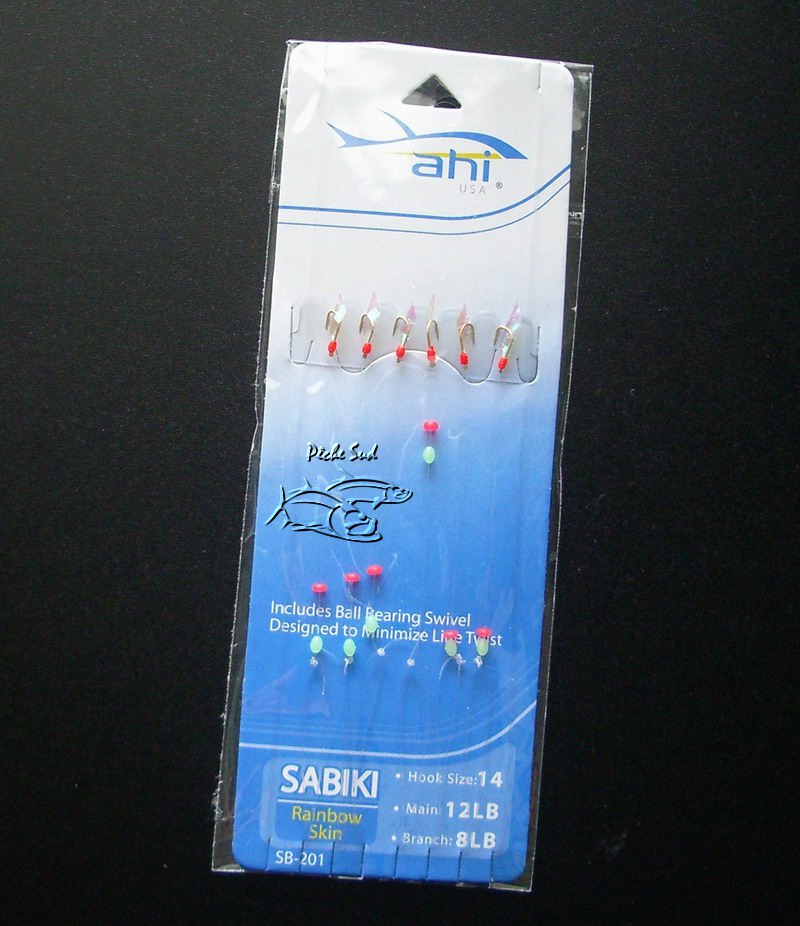 ahi
USA ®
Pêche Sud
Includes Ball Bearing Swivel
Designed to Minimize Line Twist
SABIKI
Rainbow
Skin
SB-201
• Hook Size: 14
• Main: 12LB
• Branch: 8LB